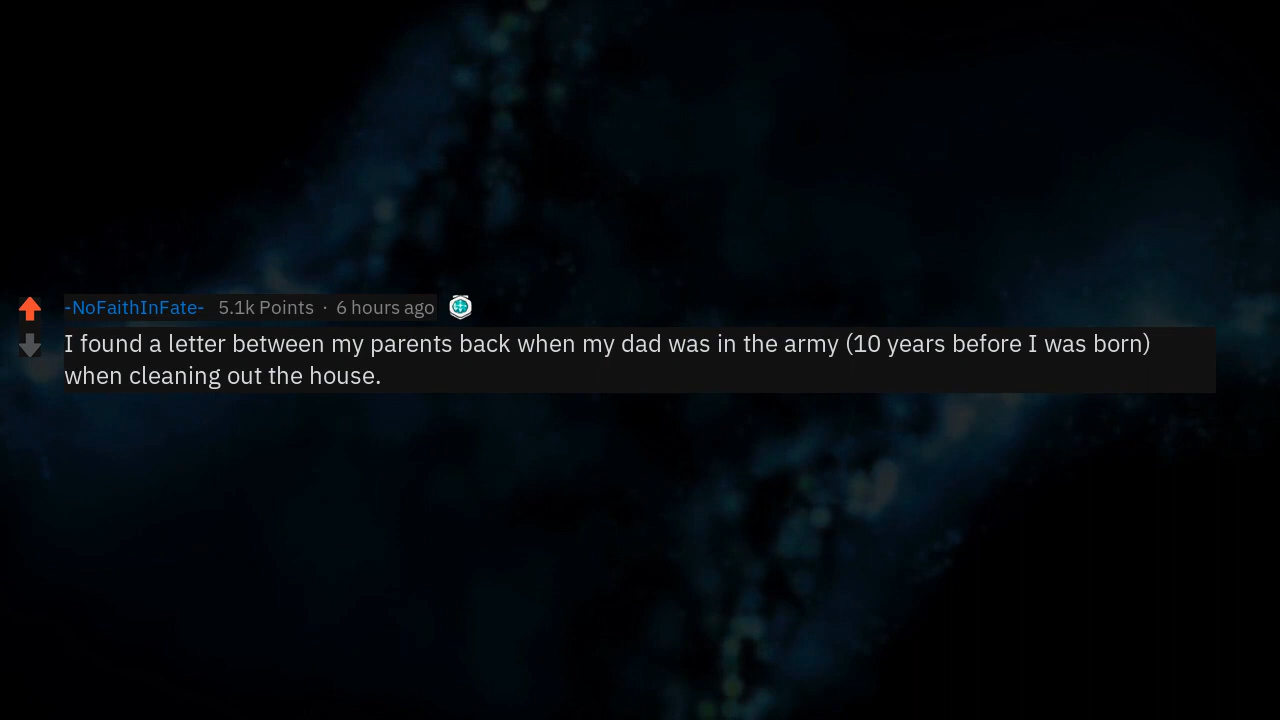 -NoFaithInFate- 5.1k Points · 6 hours ago
I found a letter between my parents back when my dad was in the army (10 years before I was born)
when cleaning out the house.